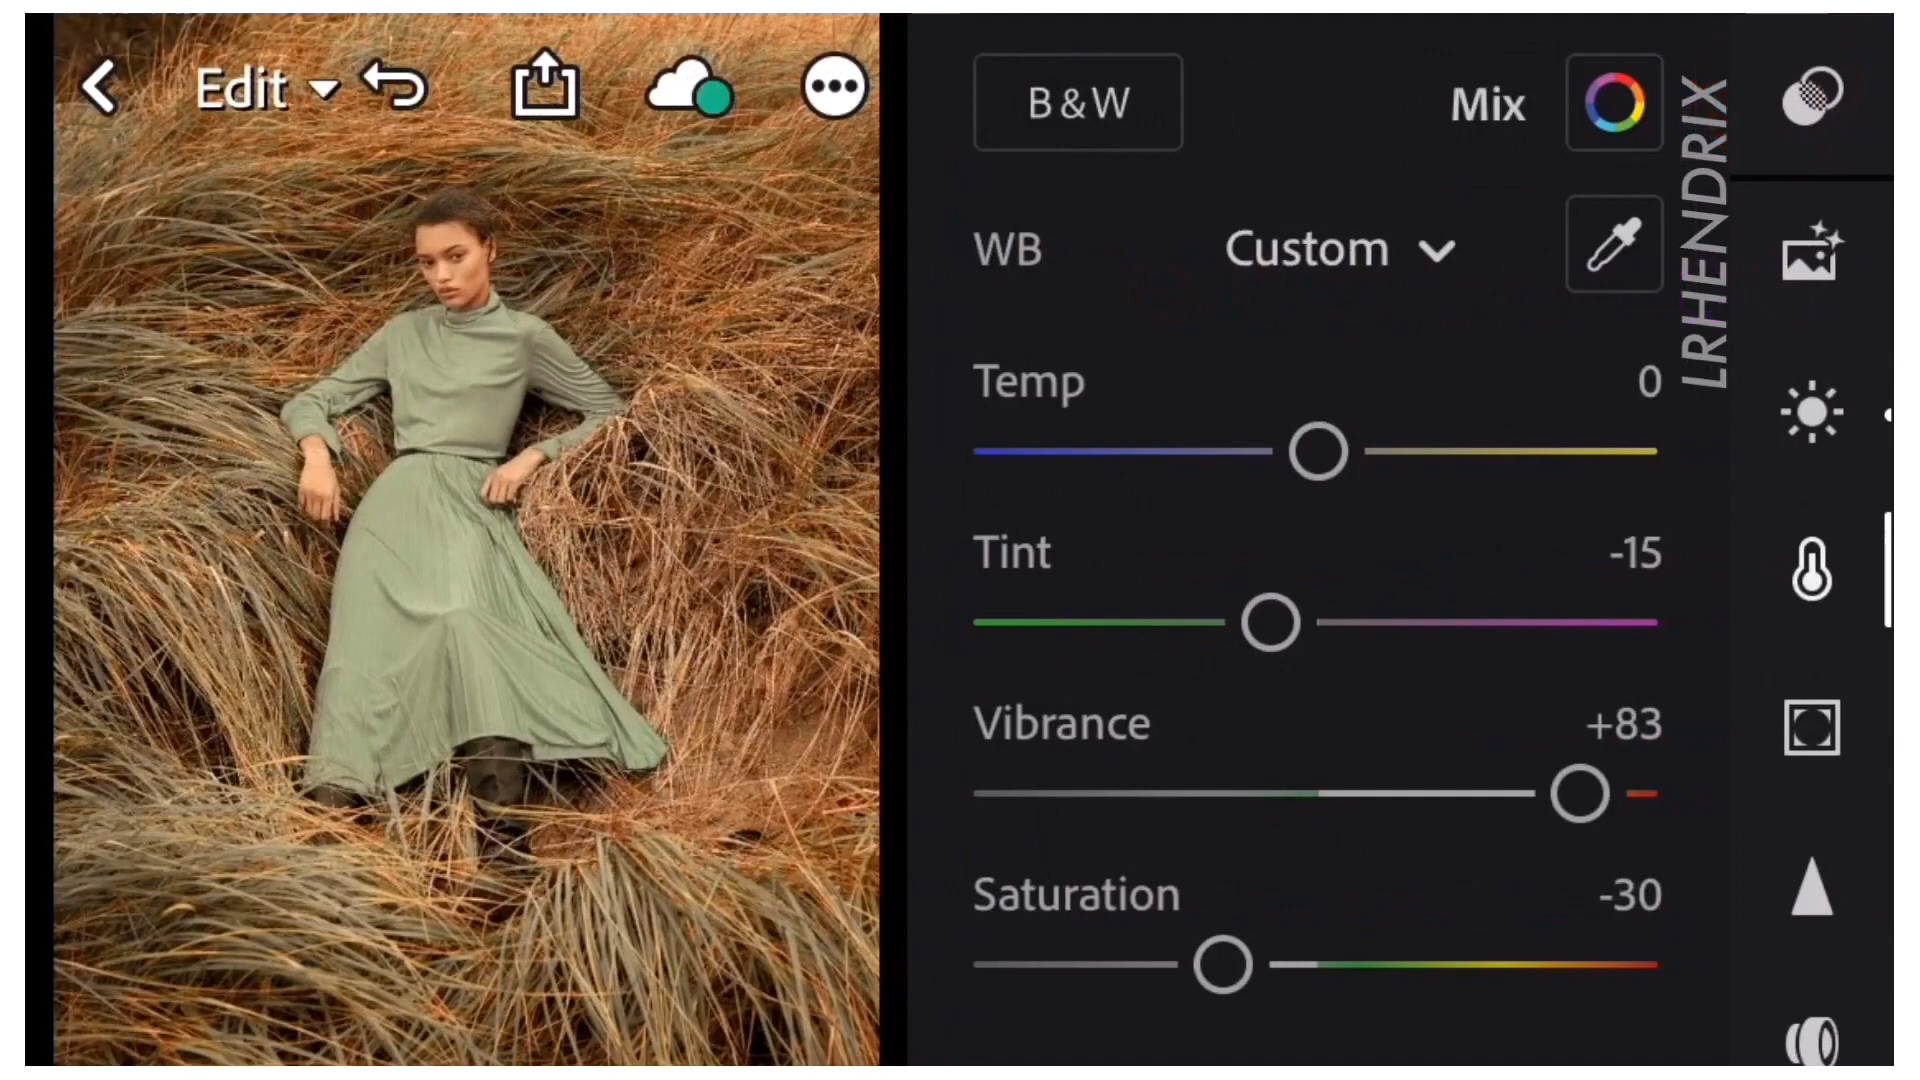 Edit
B&W
Mix
WB
Custom
Temp
0
Tint
-15
Vibrance
+83
Saturation
-30
LRHENDRIX